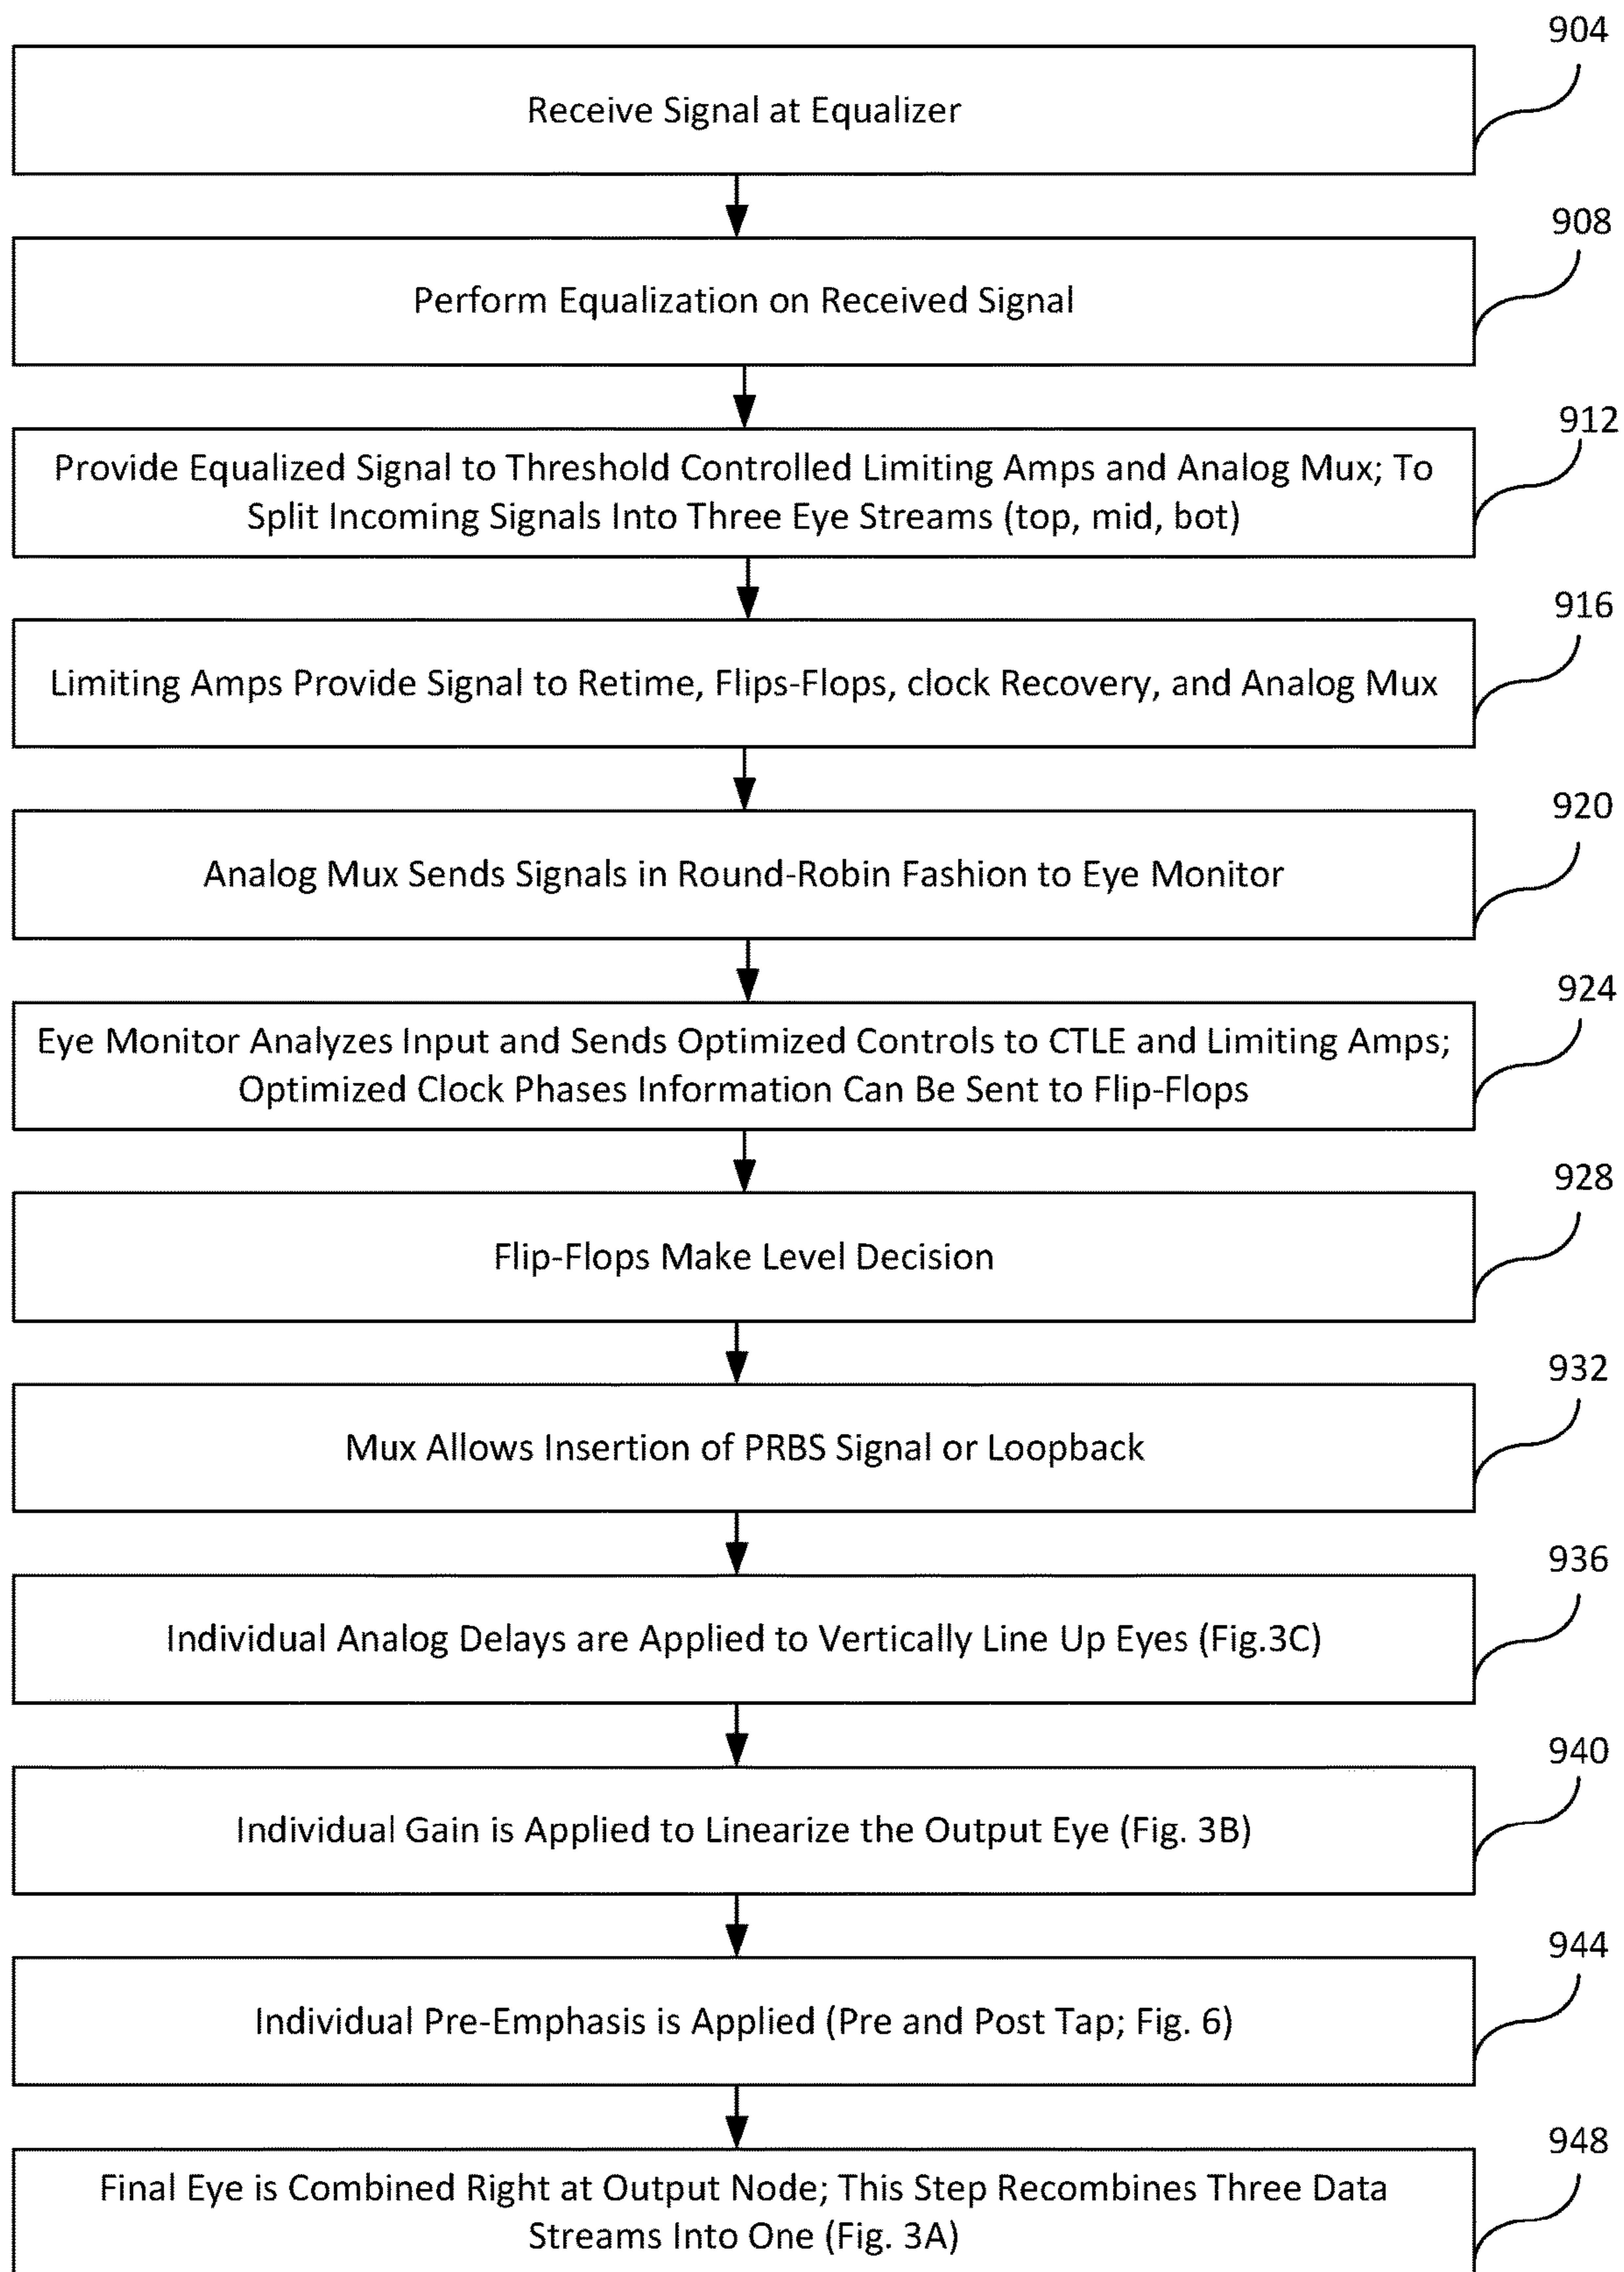 904
Receive Signal at Equalizer
908
Perform Equalization on Received Signal
912
Provide Equalized Signal to Threshold Controlled Limiting Amps and Analog Mux; To
Split Incoming Signals Into Three Eye Streams (top, mid, bot)
916
Limiting Amps Provide Signal to Retime, Flips-Flops, clock Recovery, and Analog Mux
920
Analog Mux Sends Signals in Round-Robin Fashion to Eye Monitor
924
Eye Monitor Analyzes Input and Sends Optimized Controls to CTLE and Limiting Amps;
Optimized Clock Phases Information Can Be Sent to Flip-Flops
928
Flip-Flops Make Level Decision
932
Mux Allows Insertion of PRBS Signal or Loopback
936
Individual Analog Delays are Applied to Vertically Line Up Eyes (Fig.3C)
940
Individual Gain is Applied to Linearize the Output Eye (Fig. 3B)
944
Individual Pre-Emphasis is Applied (Pre and Post Tap; Fig. 6)
948
Final Eye is Combined Right at Output Node; This Step Recombines Three Data
Streams Into One (Fig. 3A)